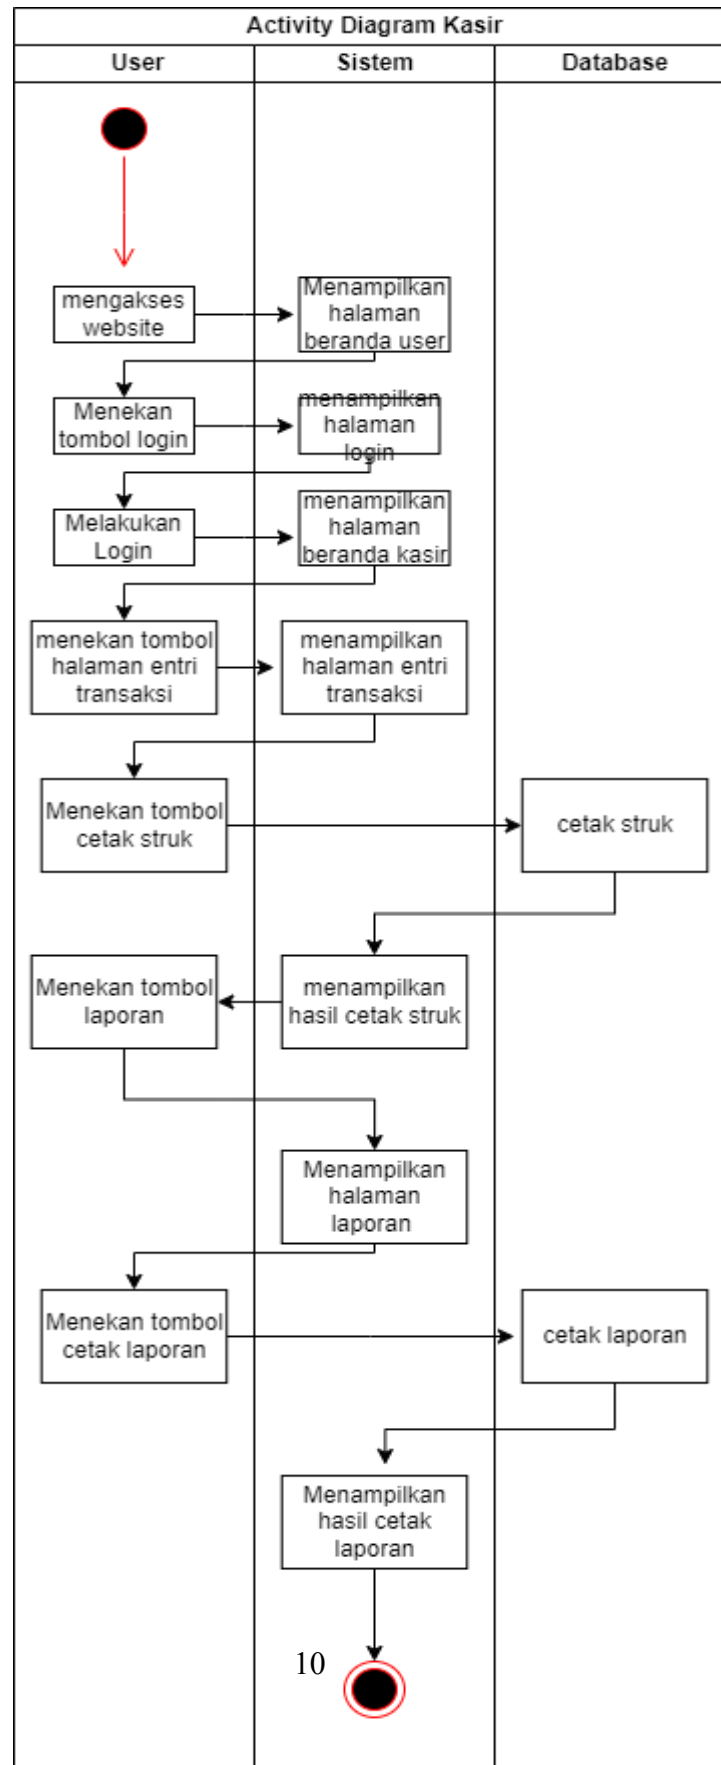 Activity Diagram Kasir
User
Sistem
Database
mengakses
website
Menampilkan
halaman
beranda user
Menekan
tombol login
menampilkan
halaman
login
Melakukan
Login
menampilkan
halaman
beranda kasir
menekan tombol
halaman entri
transaksi
menampilkan
halaman entri
transaksi
Menekan tombol
cetak struk
cetak struk
menampilkan
hasil cetak struk
Menekan tombol
laporan
Menampilkan
halaman
laporan
Menekan tombol
cetak laporan
cetak laporan
Menampilkan
hasil cetak
laporan
10